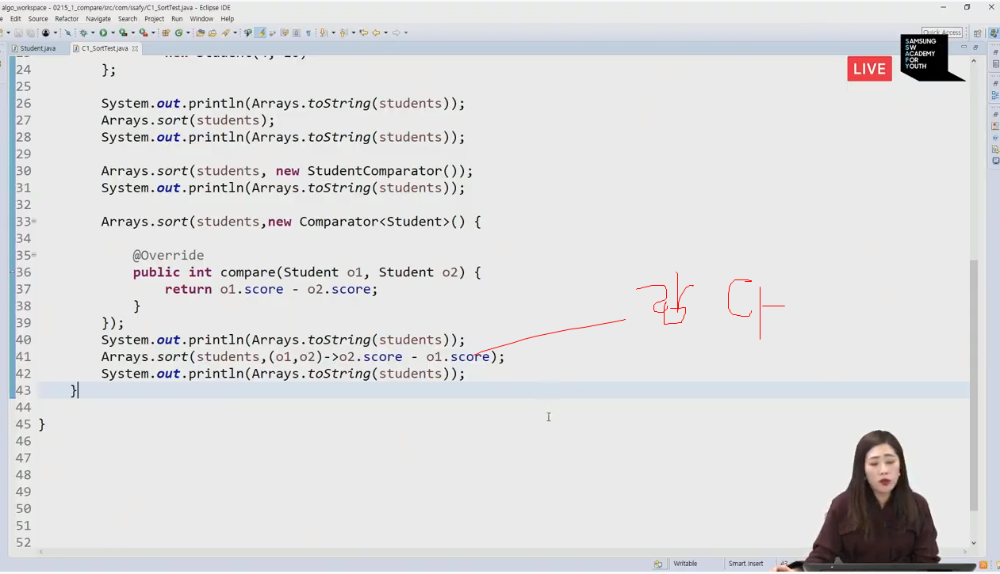 algo_workspace - 0215_1_compare/src/com/ssafy/C1_SortTest.java - Eclipse IDE
Edit Source Refactor Navigate Search Project Run Window Help
Quick Access
Student.java C1_SortTest.java
SAMSUNG
SW
ACADEMY
FOR
YOUTH
LIVE
24 };
25
26 System.out.println(Arrays.toString(students));
27 Arrays.sort(students);
28 System.out.println(Arrays.toString(students));
29
30 Arrays.sort(students, new StudentComparator());
31 System.out.println(Arrays.toString(students));
32
33 Arrays.sort(students,new Comparator<Student>() {
34
35 @Override
36 public int compare(Student o1, Student o2) {
37 return o1.score - o2.score;
38 }
39 });
40 System.out.println(Arrays.toString(students));
41 Arrays.sort(students,(o1,o2)->o2.score - o1.score);
42 System.out.println(Arrays.toString(students));
43 }
44
45 }
46
47
48
49
50
51
52
Writable Smart Insert